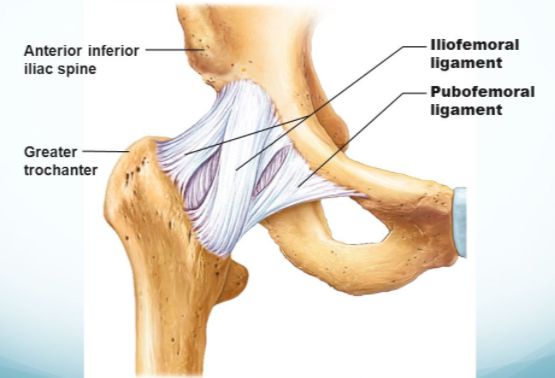 Anterior inferior
iliac spine
Greater
trochanter
Iliofemoral
ligament
Pubofemoral
ligament